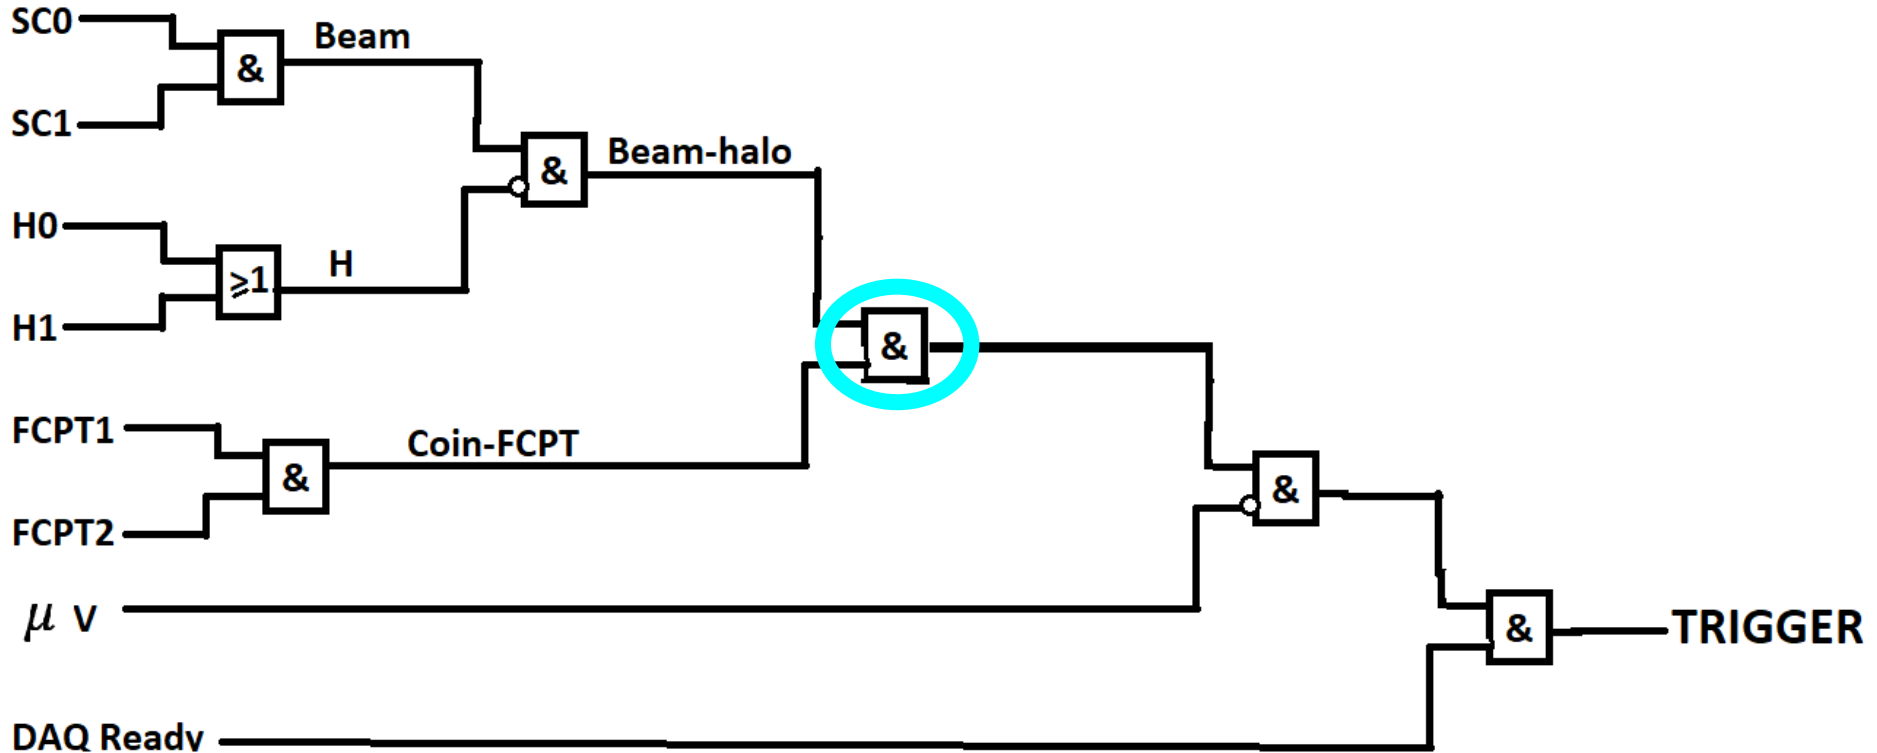 SC0
Beam
&
SC1
&
Beam-halo
H0
H
≥1
H1
&
FCPT1
Coin-FCPT
&
FCPT2
&
μ V
&
TRIGGER
DAQ Ready